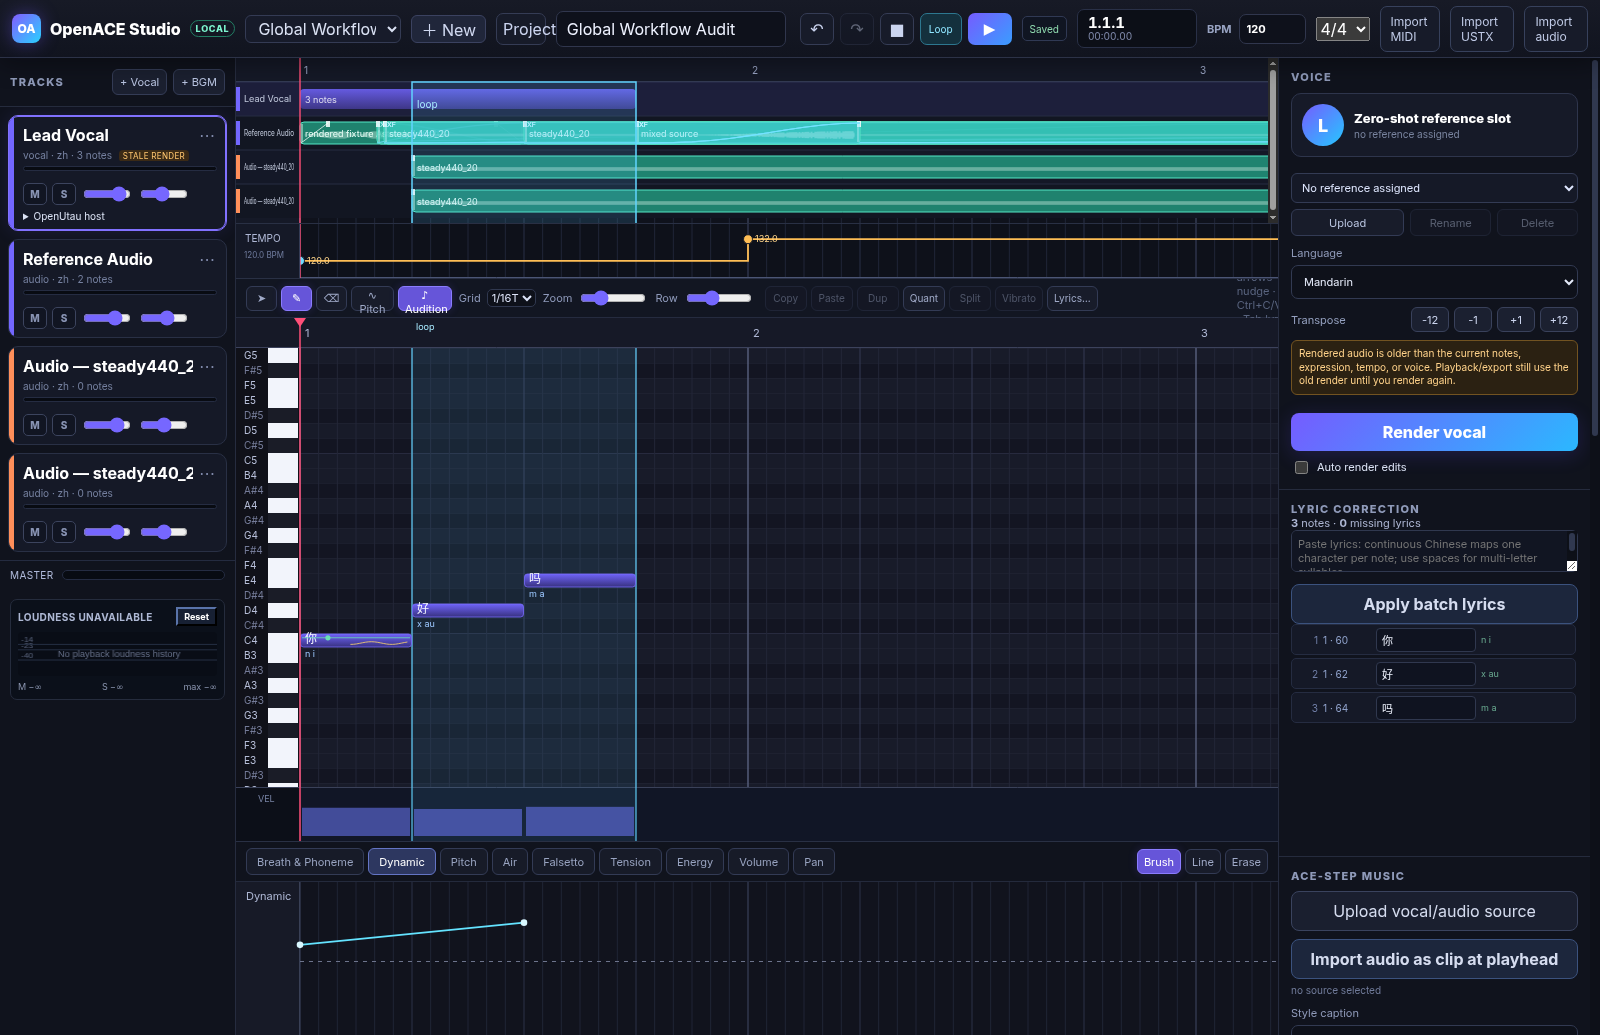 OA OpenACE Studio LOCAL Global Workflow + New Project Global Workflow Audit Loop Saved 1.1.1 00:00.00 BPM 120 4/4 Import MIDI Import USTX Import audio
TRACKS + Vocal + BGM
Lead Vocal
vocal · zh · 3 notes STALE RENDER
M S
OpenUtau host
Reference Audio
audio · zh · 2 notes
M S
Audio — steady440_2
audio · zh · 0 notes
M S
Audio — steady440_2
audio · zh · 0 notes
M S
MASTER
LOUDNESS UNAVAILABLE Reset
-14
-23
-40
No playback loudness history
M −∞ S −∞ max −∞
1 2 3
Lead Vocal 3 notes loop
Reference Audio rendered fixture steady440_20 XF steady440_20 XF mixed source
Audio — steady440_20 steady440_20
Audio — steady440_20 steady440_20
TEMPO
120.0 BPM
120.0
132.0
Pitch Audition Grid 1/16T Zoom Row Copy Paste Dup Quant Split Vibrato Lyrics...
nudge ·
Ctrl+C/V
loop
1 2 3
G5
F#5
F5
E5
D#5
D5
C#5
C5
B4
A#4
A4
G#4
G4
F#4
F4
E4 吗
D#4 m a
D4 好
C#4 x au
C4 你
B3 n i
A#3
A3
G#3
G3
F#3
F3
E3
D#3
VEL
Breath & Phoneme Dynamic Pitch Air Falsetto Tension Energy Volume Pan Brush Line Erase
Dynamic
VOICE
L Zero-shot reference slot
no reference assigned
No reference assigned
Upload Rename Delete
Language
Mandarin
Transpose -12 -1 +1 +12
Rendered audio is older than the current notes,
expression, tempo, or voice. Playback/export still use the
old render until you render again.
Render vocal
Auto render edits
LYRIC CORRECTION
3 notes · 0 missing lyrics
Paste lyrics: continuous Chinese maps one
character per note; use spaces for multi-letter
Apply batch lyrics
1 1 · 60 你 n i
2 1 · 62 好 x au
3 1 · 64 吗 m a
ACE-STEP MUSIC
Upload vocal/audio source
Import audio as clip at playhead
no source selected
Style caption